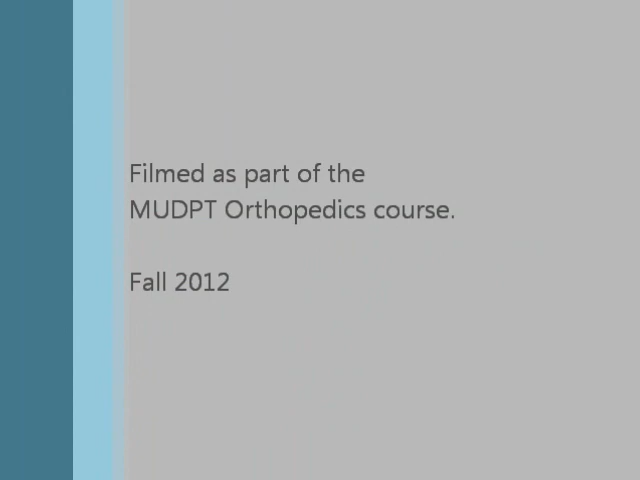 Filmed as part of the
MUDPT Orthopedics course.
Fall 2012